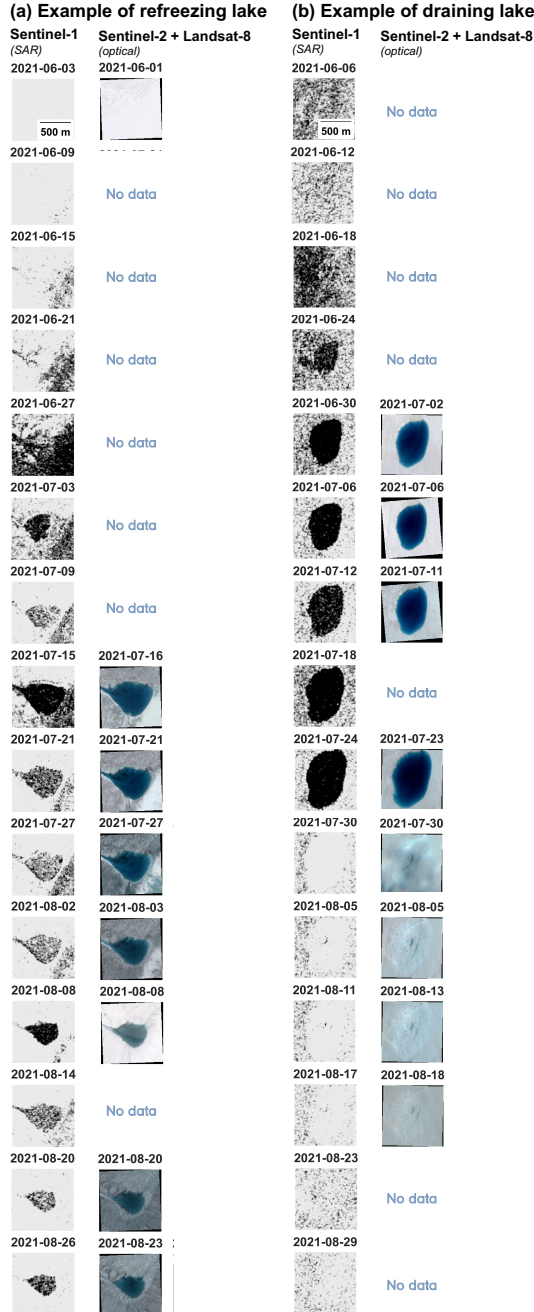 (a) Example of refreezing lake (b) Example of draining lake
Sentinel-1 Sentinel-2 + Landsat-8 Sentinel-1 Sentinel-2 + Landsat-8
(SAR) (optical) (SAR) (optical)
2021-06-03 2021-06-01 2021-06-06
500 m 500 m No data
2021-06-09 2021-06-12
No data No data
2021-06-15 2021-06-18
No data No data
2021-06-21 2021-06-24
No data No data
2021-06-27 2021-06-30 2021-07-02
No data
2021-07-03 2021-07-06 2021-07-06
No data
2021-07-09 2021-07-12 2021-07-11
No data
2021-07-15 2021-07-16 2021-07-18
No data
2021-07-21 2021-07-21 2021-07-24 2021-07-23
2021-07-27 2021-07-27 2021-07-30 2021-07-30
2021-08-02 2021-08-03 2021-08-05 2021-08-05
2021-08-08 2021-08-08 2021-08-11 2021-08-13
2021-08-14 2021-08-17 2021-08-18
No data
2021-08-20 2021-08-20 2021-08-23
No data
2021-08-26 2021-08-23 2021-08-29
No data